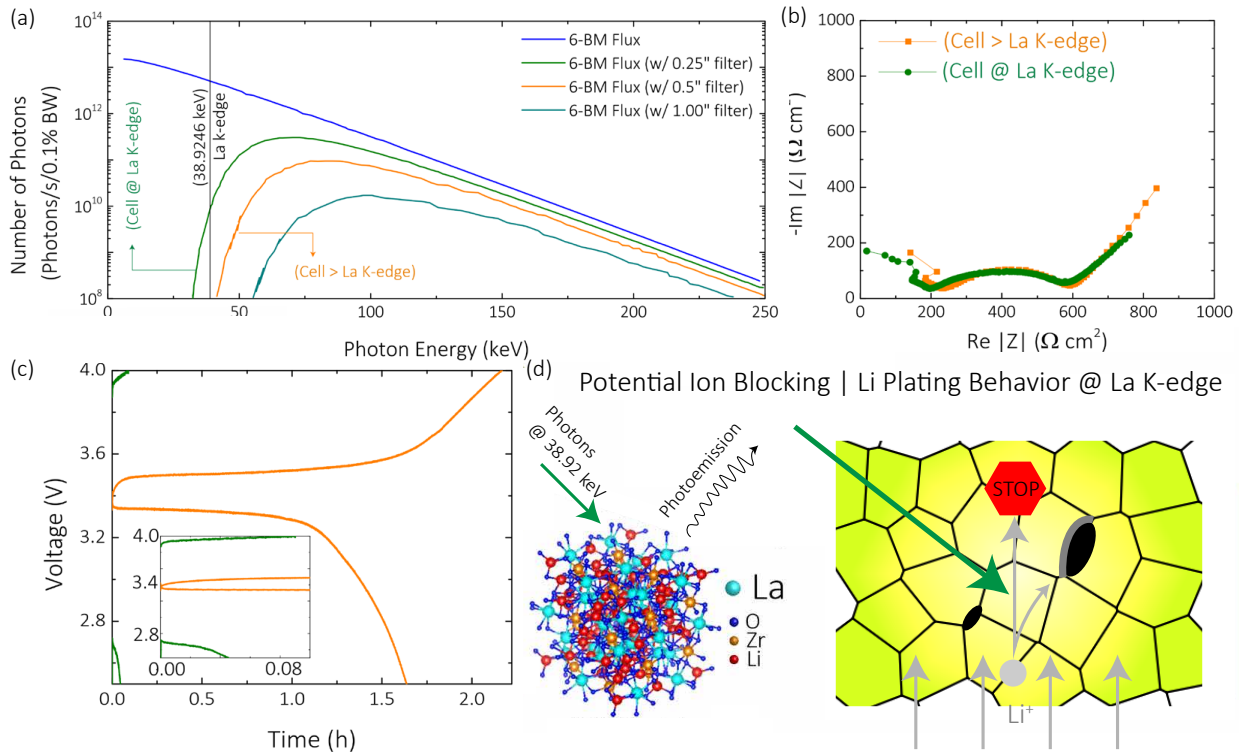 (a)
10^14
10^12
10^10
10^8
Number of Photons
(Photons/s/0.1% BW)
(Cell @ La K-edge)
(38.9246 keV)
La k-edge
6-BM Flux
6-BM Flux (w/ 0.25" filter)
6-BM Flux (w/ 0.5" filter)
6-BM Flux (w/ 1.00" filter)
(Cell > La K-edge)
0 50 100 150 200 250
Photon Energy (keV)
(b)
(Cell > La K-edge)
(Cell @ La K-edge)
1000
800
600
400
200
0
-Im |Z| (Ω cm⁻)
0 200 400 600 800 1000
Re |Z| (Ω cm²)
(c)
4.0
3.6
3.2
2.8
Voltage (V)
4.0
3.4
2.8
0.00 0.08
0.0 0.5 1.0 1.5 2.0
Time (h)
(d)
Potential Ion Blocking | Li Plating Behavior @ La K-edge
Photons
@ 38.92 keV
Photoemission
La
O
Zr
Li
STOP
Li⁺